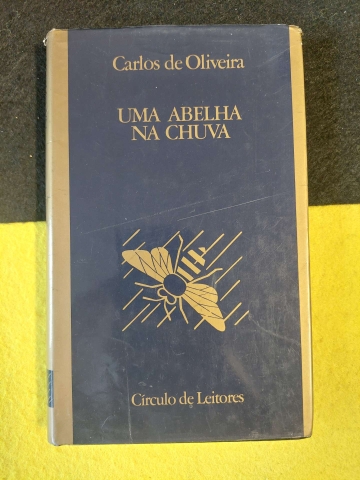 Carlos de Oliveira
UMA ABELHA
NA CHUVA
Círculo de Leitores